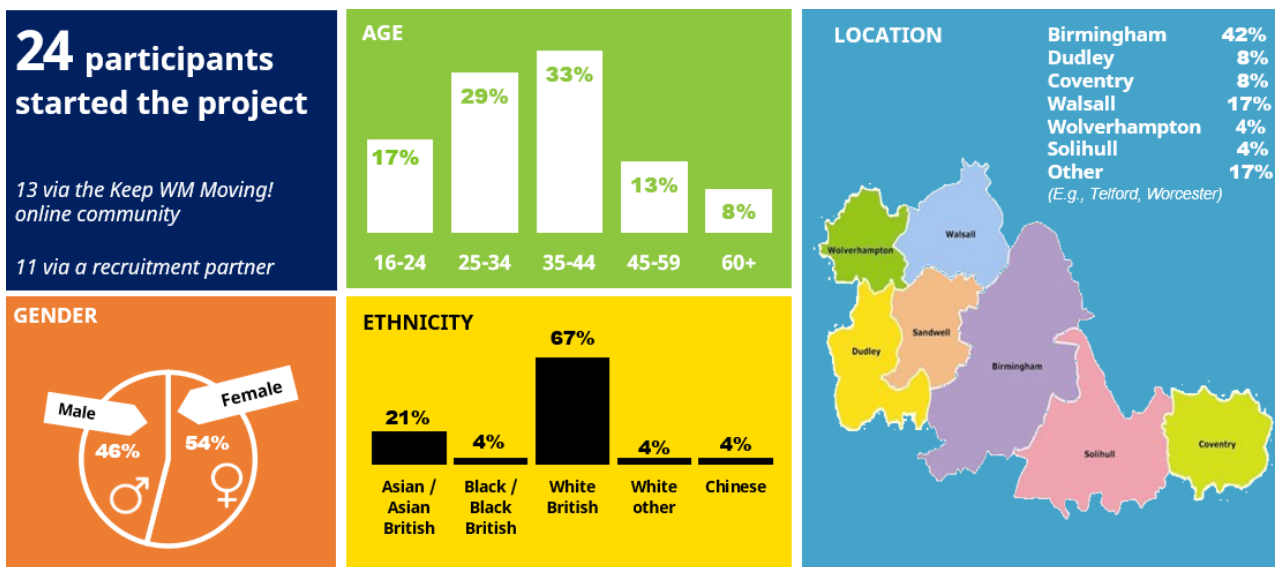 24 participants
started the project
13 via the Keep WM Moving!
online community
11 via a recruitment partner
AGE
17%
29%
33%
13%
8%
16-24
25-34
35-44
45-59
60+
LOCATION
Birmingham 42%
Dudley 8%
Coventry 8%
Walsall 17%
Wolverhampton 4%
Solihull 4%
Other 17%
(E.g., Telford, Worcester)
Wolverhampton
Walsall
Dudley
Sandwell
Birmingham
Solihull
Coventry
GENDER
Male
46%
Female
54%
ETHNICITY
21%
4%
67%
4%
4%
Asian /
Asian
British
Black /
Black
British
White
British
White
other
Chinese